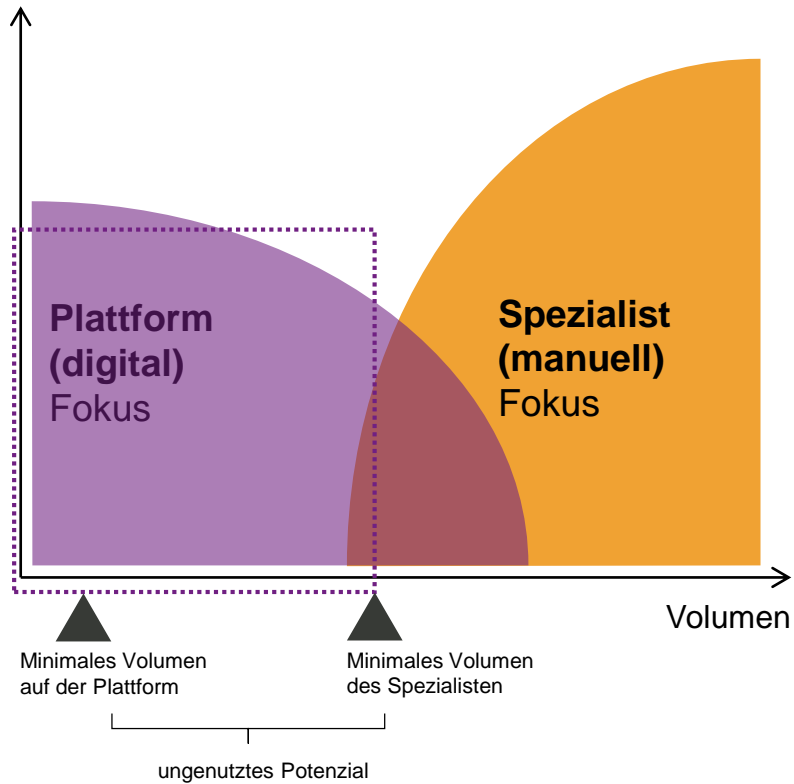 Plattform
(digital)
Fokus
Spezialist
(manuell)
Fokus
Volumen
Minimales Volumen
auf der Plattform
Minimales Volumen
des Spezialisten
ungenutztes Potenzial